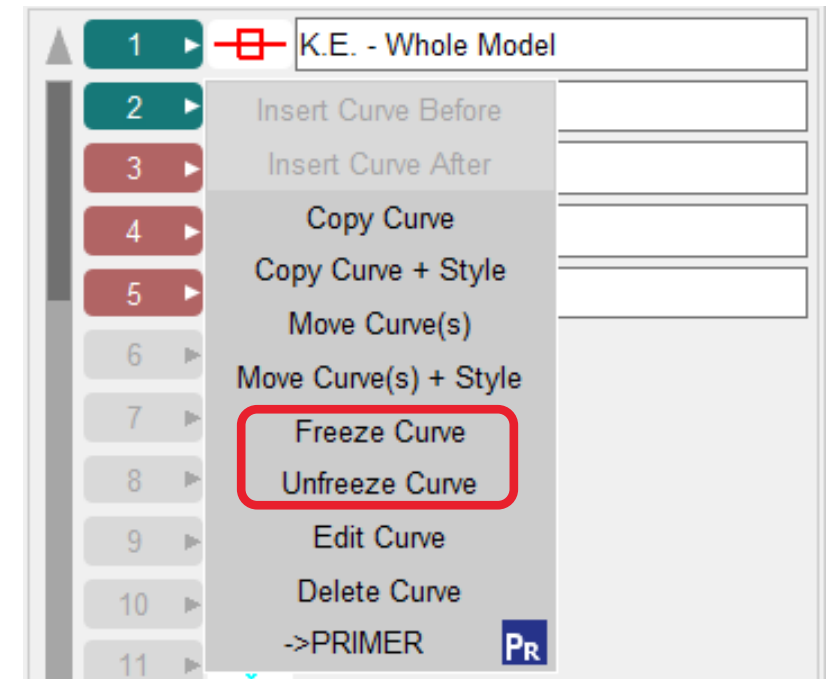 1 K.E. - Whole Model
2
Insert Curve Before
3
Insert Curve After
4
Copy Curve
Copy Curve + Style
5
Move Curve(s)
6
Move Curve(s) + Style
7
Freeze Curve
8
Unfreeze Curve
9
Edit Curve
10
Delete Curve
11
->PRIMER PR